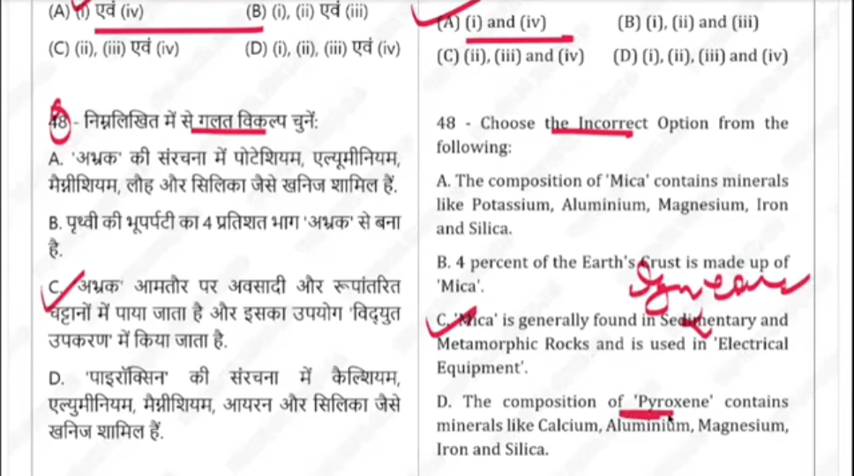 (A) (i) एवं (iv) (B) (i), (ii) एवं (iii)
(C) (ii), (iii) एवं (iv) (D) (i), (ii), (iii) एवं (iv)
48 - निम्नलिखित में से गलत विकल्प चुनें:
A. 'अभ्रक' की संरचना में पोटेशियम, एल्यूमीनियम,
मैग्नीशियम, लौह और सिलिका जैसे खनिज शामिल हैं.
B. पृथ्वी की भूपर्पटी का 4 प्रतिशत भाग 'अभ्रक' से बना
है.
C. 'अभ्रक' आमतौर पर अवसादी और रूपांतरित
चट्टानों में पाया जाता है और इसका उपयोग 'विद्युत
उपकरण' में किया जाता है.
D. 'पाइरॉक्सिन' की संरचना में कैल्शियम,
एल्युमीनियम, मैग्नीशियम, आयरन और सिलिका जैसे
खनिज शामिल हैं.
(A) (i) and (iv) (B) (i), (ii) and (iii)
(C) (ii), (iii) and (iv) (D) (i), (ii), (iii) and (iv)
48 - Choose the Incorrect Option from the
following:
A. The composition of 'Mica' contains minerals
like Potassium, Aluminium, Magnesium, Iron
and Silica.
B. 4 percent of the Earth's Crust is made up of
'Mica'.
C. 'Mica' is generally found in Sedimentary and
Metamorphic Rocks and is used in 'Electrical
Equipment'.
D. The composition of 'Pyroxene' contains
minerals like Calcium, Aluminium, Magnesium,
Iron and Silica.